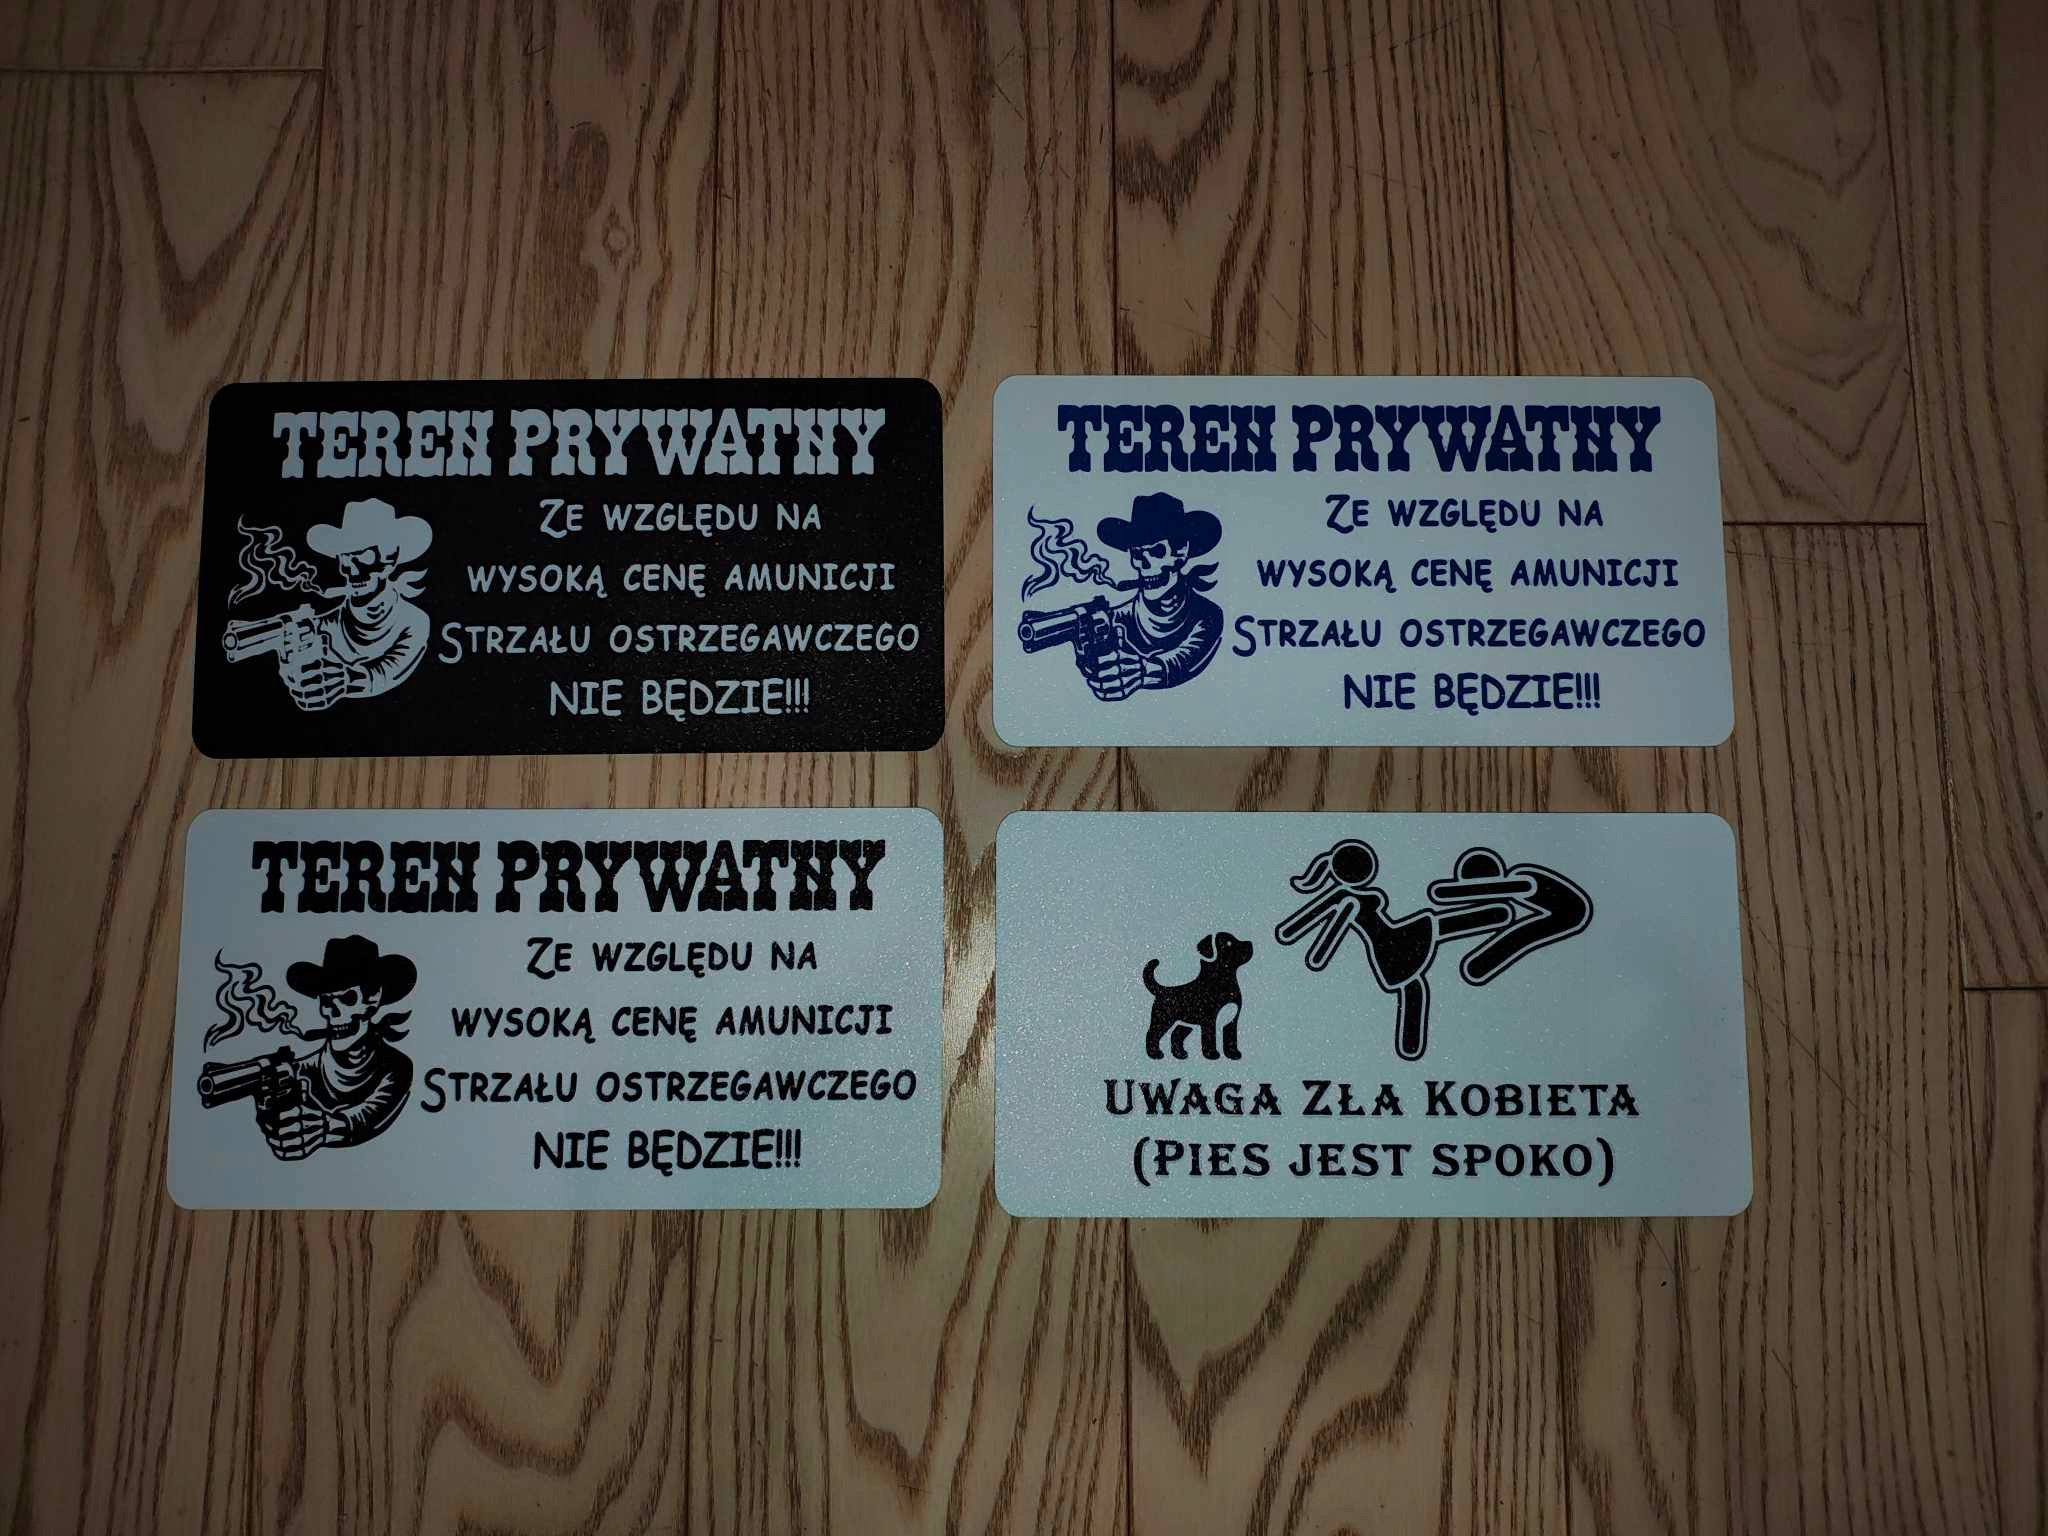 TEREN PRYWATNY
ZE WZGLĘDU NA
WYSOKĄ CENĘ AMUNICJI
STRZAŁU OSTRZEGAWCZEGO
NIE BĘDZIE!!!
TEREN PRYWATNY
ZE WZGLĘDU NA
WYSOKĄ CENĘ AMUNICJI
STRZAŁU OSTRZEGAWCZEGO
NIE BĘDZIE!!!
TEREN PRYWATNY
ZE WZGLĘDU NA
WYSOKĄ CENĘ AMUNICJI
STRZAŁU OSTRZEGAWCZEGO
NIE BĘDZIE!!!
UWAGA ZŁA KOBIETA
(PIES JEST SPOKO)